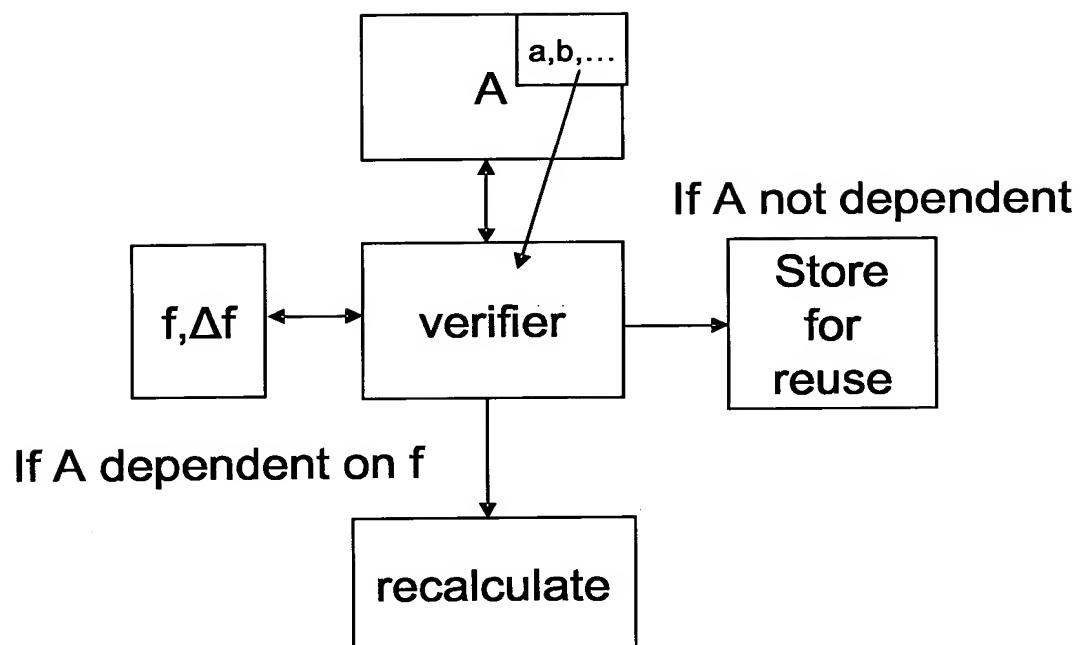 a,b,...
A
If A not dependent
f,Δf
verifier
Store
for
reuse
If A dependent on f
recalculate